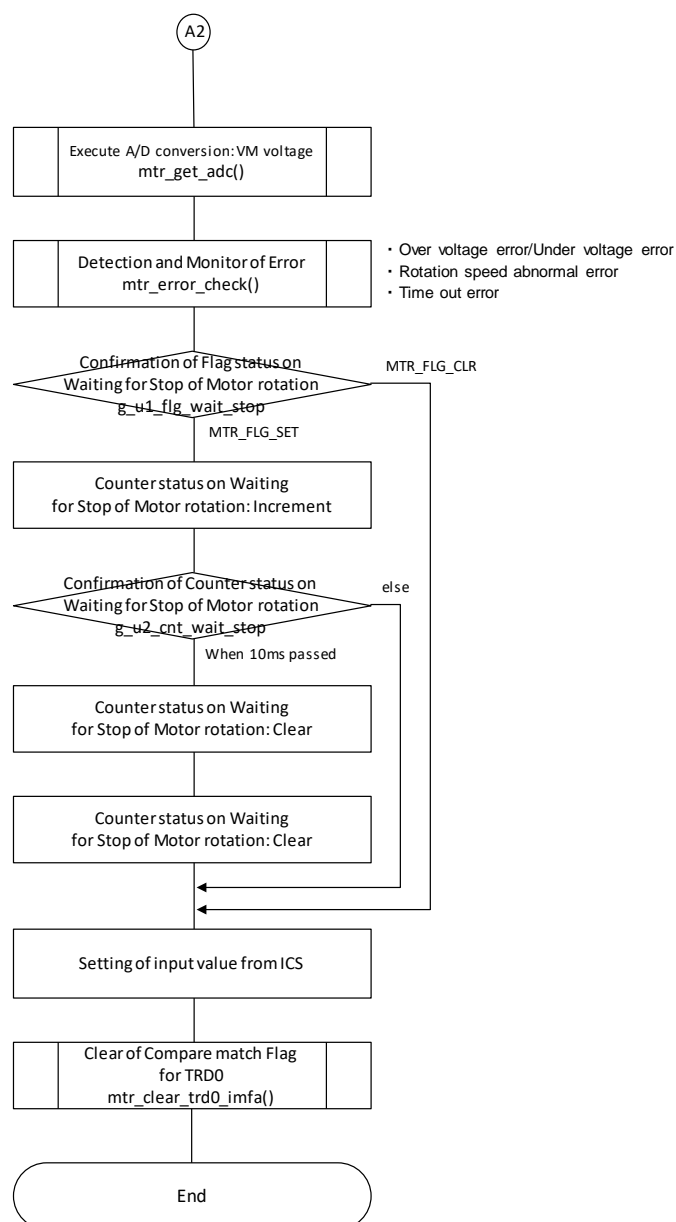 A2
Execute A/D conversion: VM voltage
mtr_get_adc()
Detection and Monitor of Error
mtr_error_check()
・Over voltage error/Under voltage error
・Rotation speed abnormal error
・Time out error
Confirmation of Flag status on
Waiting for Stop of Motor rotation
g_u1_flg_wait_stop
MTR_FLG_CLR
MTR_FLG_SET
Counter status on Waiting
for Stop of Motor rotation: Increment
Confirmation of Counter status on
Waiting for Stop of Motor rotation
g_u2_cnt_wait_stop
else
When 10ms passed
Counter status on Waiting
for Stop of Motor rotation: Clear
Counter status on Waiting
for Stop of Motor rotation: Clear
Setting of input value from ICS
Clear of Compare match Flag
for TRD0
mtr_clear_trd0_imfa()
End